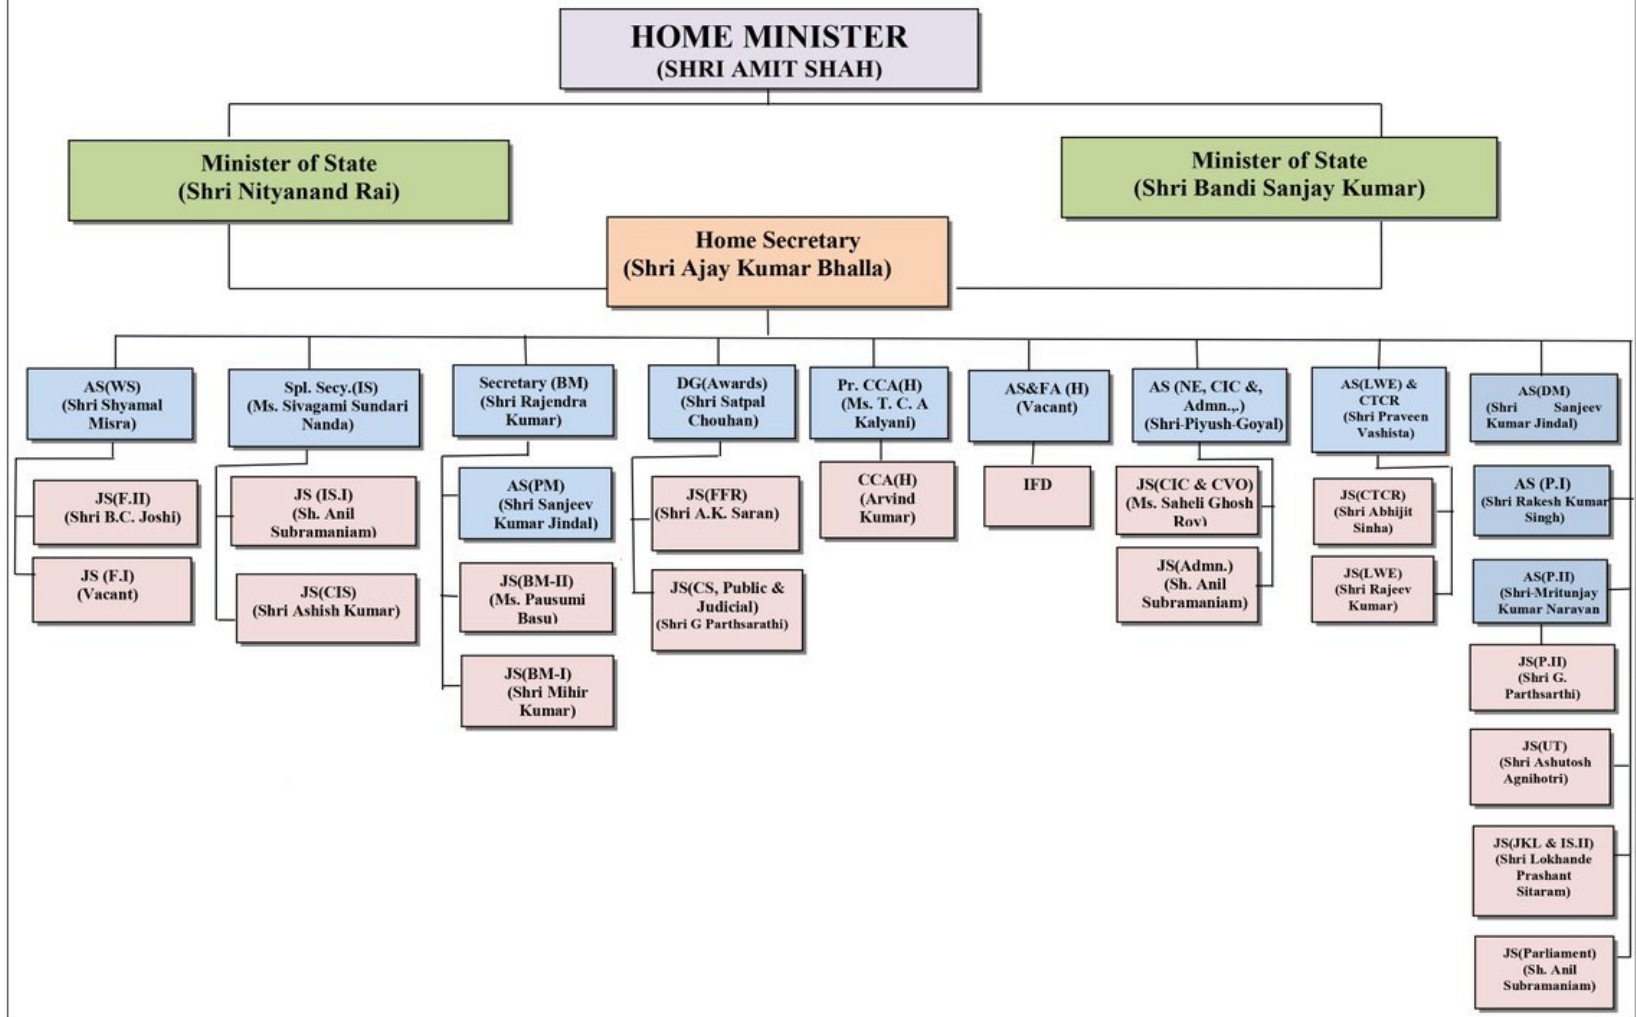 HOME MINISTER
(SHRI AMIT SHAH)
Minister of State
(Shri Nityanand Rai)
Minister of State
(Shri Bandi Sanjay Kumar)
Home Secretary
(Shri Ajay Kumar Bhalla)
AS(WS)
(Shri Shyamal
Misra)
JS(F.II)
(Shri B.C. Joshi)
JS (F.I)
(Vacant)
Spl. Secy.(IS)
(Ms. Sivagami Sundari
Nanda)
JS (IS.I)
(Sh. Anil
Subramaniam)
JS(CIS)
(Shri Ashish Kumar)
Secretary (BM)
(Shri Rajendra
Kumar)
AS(PM)
(Shri Sanjeev
Kumar Jindal)
JS(BM-II)
(Ms. Pausumi
Basu)
JS(BM-I)
(Shri Mihir
Kumar)
DG(Awards)
(Shri Satpal
Chouhan)
JS(FFR)
(Shri A.K. Saran)
JS(CS, Public &
Judicial)
(Shri G Parthsarathi)
Pr. CCA(H)
(Ms. T. C. A
Kalyani)
CCA(H)
(Arvind
Kumar)
AS&FA (H)
(Vacant)
IFD
AS (NE, CIC &,
Admn.,.)
(Shri-Piyush-Goyal)
JS(CIC & CVO)
(Ms. Saheli Ghosh
Roy)
JS(Admn.)
(Sh. Anil
Subramaniam)
AS(LWE) &
CTCR
(Shri Praveen
Vashista)
JS(CTCR)
(Shri Abhijit
Sinha)
JS(LWE)
(Shri Rajeev
Kumar)
AS(DM)
(Shri Sanjeev
Kumar Jindal)
AS (P.I)
(Shri Rakesh Kumar
Singh)
AS(P.II)
(Shri-Mritunjay
Kumar Narayan
JS(P.II)
(Shri G.
Parthsarthi)
JS(UT)
(Shri Ashutosh
Agnihotri)
JS(JKL & IS.II)
(Shri Lokhande
Prashant
Sitaram)
JS(Parliament)
(Sh. Anil
Subramaniam)